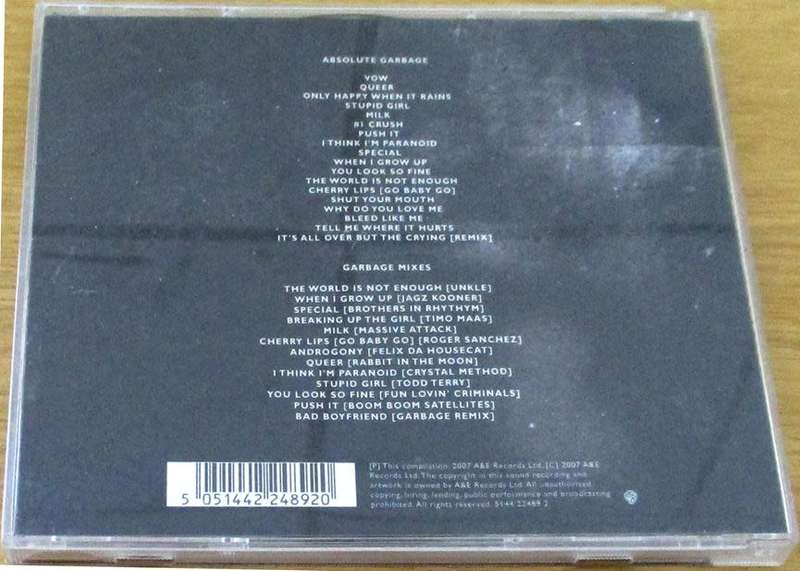 ABSOLUTE GARBAGE
VOW
QUEER
ONLY HAPPY WHEN IT RAINS
STUPID GIRL
MILK
#1 CRUSH
PUSH IT
I THINK I'M PARANOID
SPECIAL
WHEN I GROW UP
YOU LOOK SO FINE
THE WORLD IS NOT ENOUGH
CHERRY LIPS [GO BABY GO]
SHUT YOUR MOUTH
WHY DO YOU LOVE ME
BLEED LIKE ME
TELL ME WHERE IT HURTS
IT'S ALL OVER BUT THE CRYING [REMIX]
GARBAGE MIXES
THE WORLD IS NOT ENOUGH [UNKLE]
WHEN I GROW UP [JAGZ KOONER]
SPECIAL [BROTHERS IN RHYTHYM]
BREAKING UP THE GIRL [TIMO MAAS]
MILK [MASSIVE ATTACK]
CHERRY LIPS [GO BABY GO] [ROGER SANCHEZ]
ANDROGONY [FELIX DA HOUSECAT]
QUEER [RABBIT IN THE MOON]
I THINK I'M PARANOID [CRYSTAL METHOD]
STUPID GIRL [TODD TERRY]
YOU LOOK SO FINE [FUN LOVIN' CRIMINALS]
PUSH IT [BOOM BOOM SATELLITES]
BAD BOYFRIEND [GARBAGE REMIX]
5 051442 248920
[P] This compilation 2007 A&E Records Ltd. [C] 2007 A&E
Records Ltd. The copyright in this sound recording and
artwork is owned by A&E Records Ltd. All unauthorised
copying, hiring, lending, public performance and broadcasting
prohibited. All rights reserved. 5144 22489 2